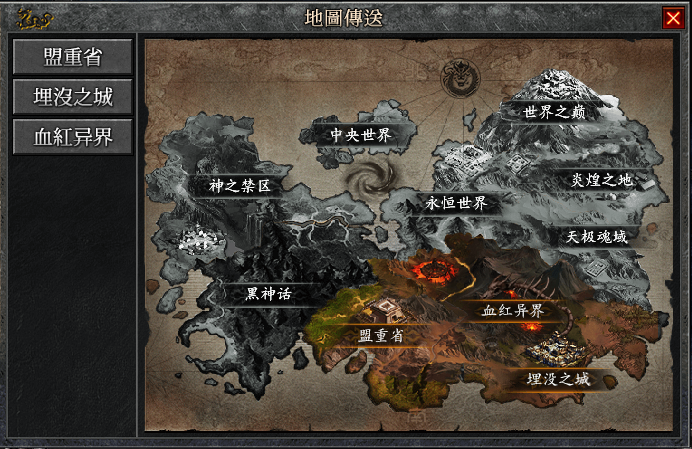 地圖傳送
盟重省
埋沒之城
血紅异界
世界之巅
中央世界
炎煌之地
神之禁区
永恒世界
天极魂域
黑神话
血红异界
盟重省
埋没之城